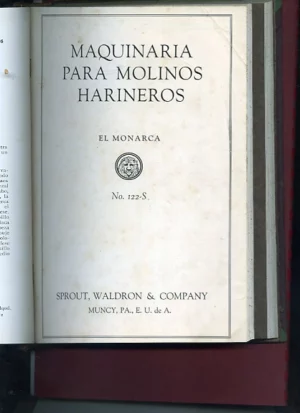 MAQUINARIA
PARA MOLINOS
HARINEROS
EL MONARCA
No. 122-S.
SPROUT, WALDRON & COMPANY
MUNCY, PA., E. U. de A.